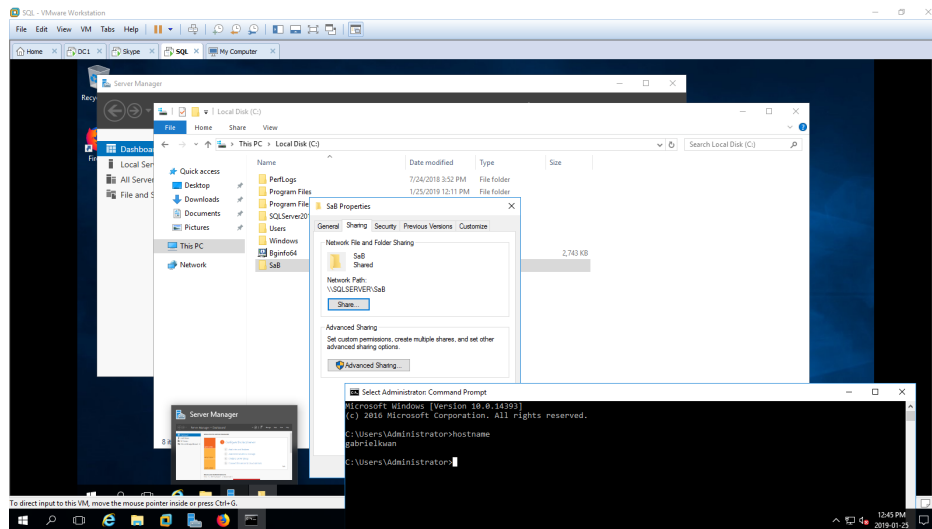 SQL - VMware Workstation
File Edit View VM Tabs Help
Home DC1 Skype SQL My Computer
Server Manager
Local Disk (C:)
File Home Share View
This PC > Local Disk (C:)
Search Local Disk (C:)
Name Date modified Type Size
Dashboa
Local Ser
All Server
File and S
Quick access
Desktop
Downloads
Documents
Pictures
This PC
Network
PerfLogs 7/24/2018 3:52 PM File folder
Program Files 1/25/2019 12:11 PM File folder
Program File
SQLServer20
Users
Windows
Bginfo64 2,743 KB
SaB
SaB Properties
General Sharing Security Previous Versions Customize
Network File and Folder Sharing
SaB
Shared
Network Path:
\\SQLSERVER\SaB
Share...
Advanced Sharing
Set custom permissions, create multiple shares, and set other
advanced sharing options.
Advanced Sharing...
Select Administrator: Command Prompt
Microsoft Windows [Version 10.0.14393]
(c) 2016 Microsoft Corporation. All rights reserved.
C:\Users\Administrator>hostname
gabrielkwan
C:\Users\Administrator>
Server Manager
To direct input to this VM, move the mouse pointer inside or press Ctrl+G.
12:45 PM
2019-01-25